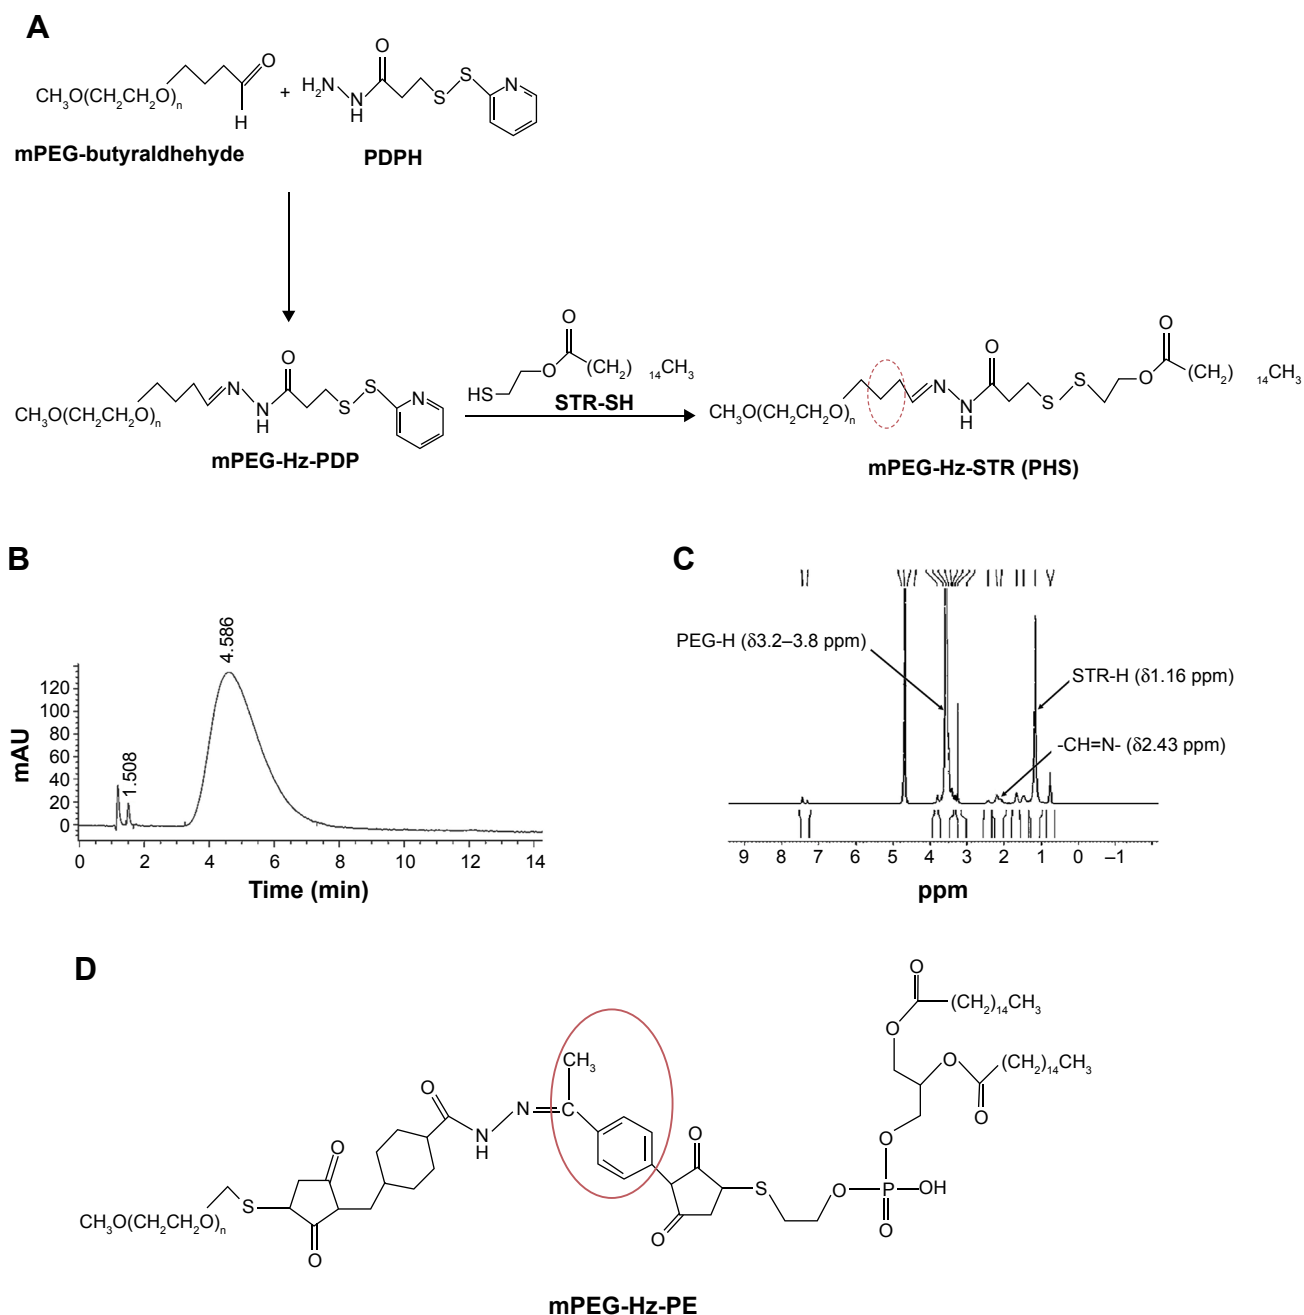 A
CH3O(CH2CH2O)n
O
H
+
H2N
N
H
O
S
S
N
mPEG-butyraldhehyde
PDPH
CH3O(CH2CH2O)n
N
N
H
O
S
S
N
mPEG-Hz-PDP
HS
O
O
(CH2) 14CH3
STR-SH
CH3O(CH2CH2O)n
N
N
H
O
S
S
O
O
(CH2) 14CH3
mPEG-Hz-STR (PHS)
B
mAU
120
100
80
60
40
20
0
1.508
4.586
0 2 4 6 8 10 12 14
Time (min)
C
PEG-H (δ3.2–3.8 ppm)
STR-H (δ1.16 ppm)
-CH=N- (δ2.43 ppm)
9 8 7 6 5 4 3 2 1 0 –1
ppm
D
CH3O(CH2CH2O)n
S
O
O
O
N
H
N
C
CH3
O
O
S
O
P
OH
O
O
O
O
(CH2)14CH3
O
O
(CH2)14CH3
mPEG-Hz-PE